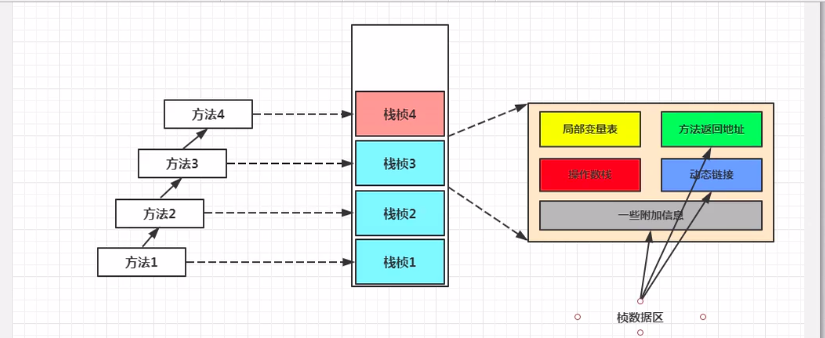 方法4
栈桢4
方法3
栈桢3
方法2
栈桢2
方法1
栈桢1
局部变量表
方法返回地址
操作数栈
动态链接
一些附加信息
桢数据区